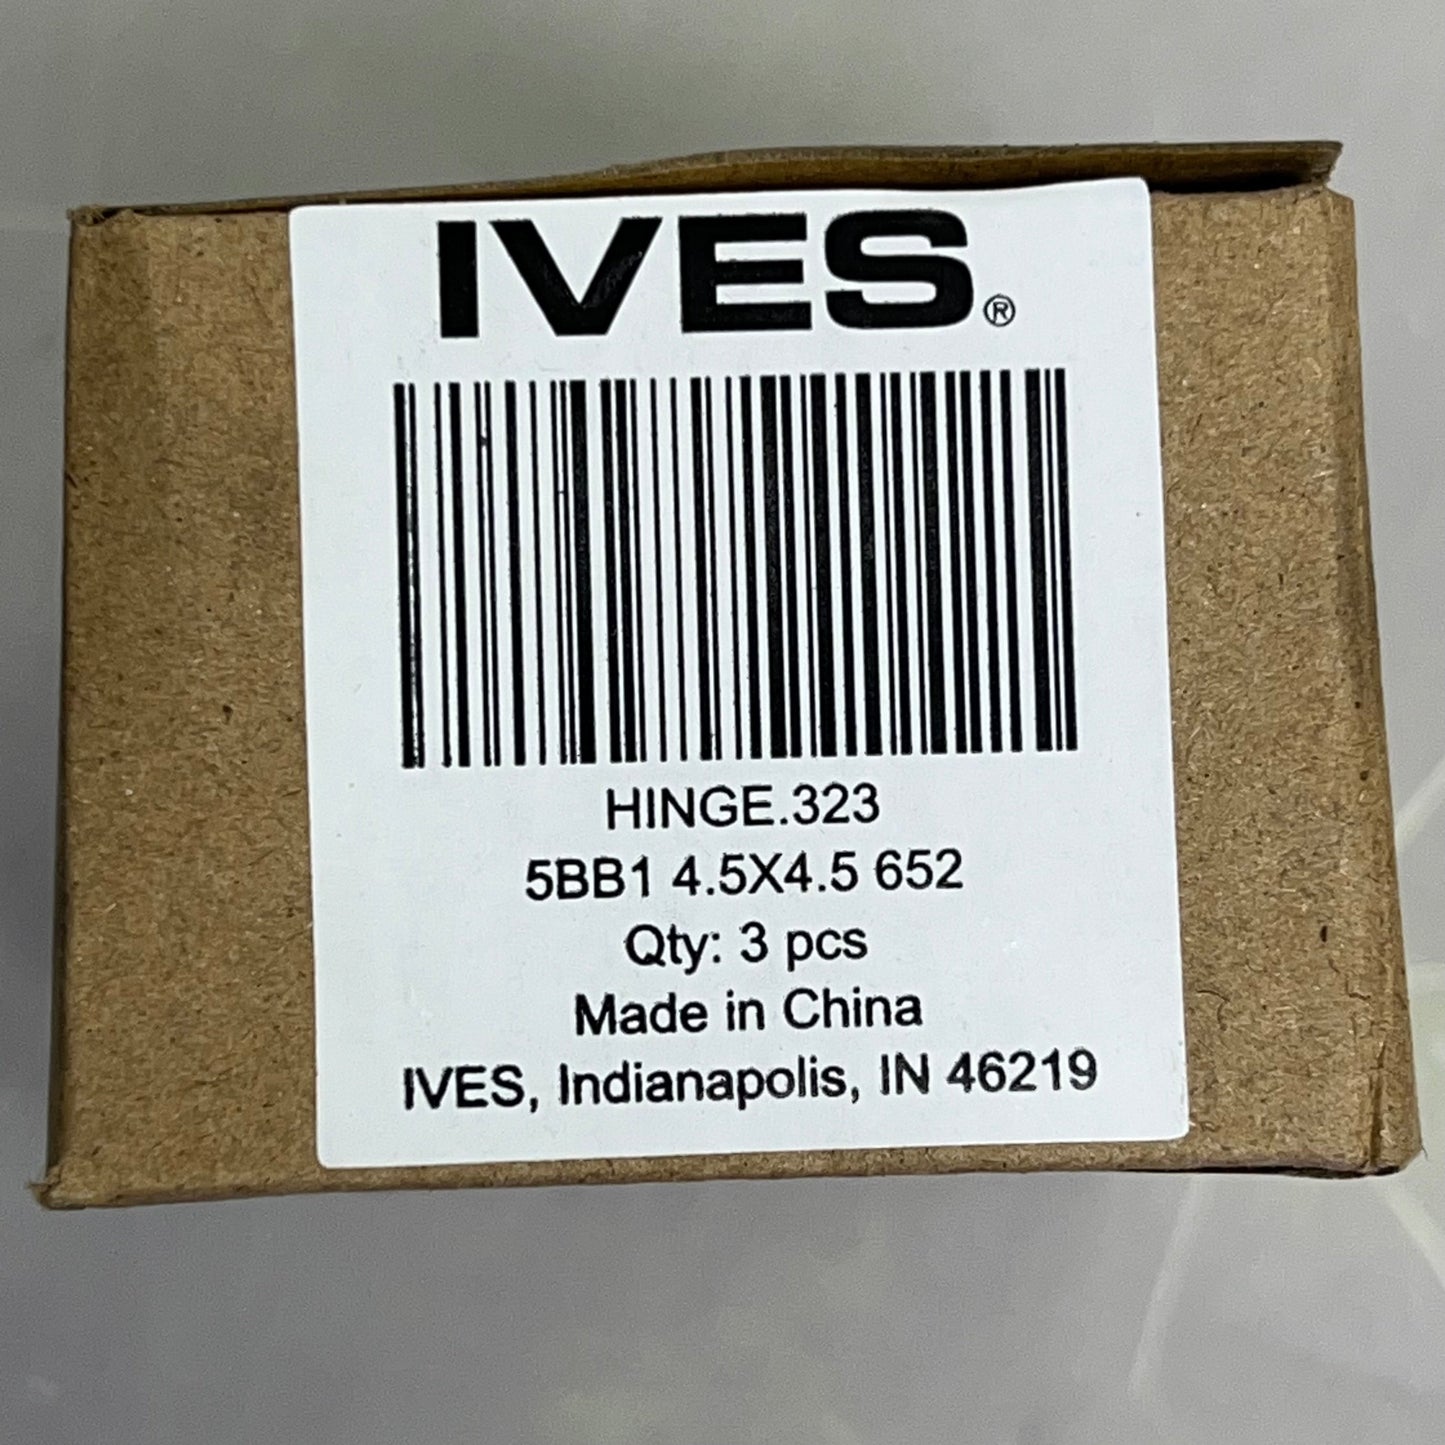 IVES®
HINGE.323
5BB1 4.5X4.5 652
Qty: 3 pcs
Made in China
IVES, Indianapolis, IN 46219